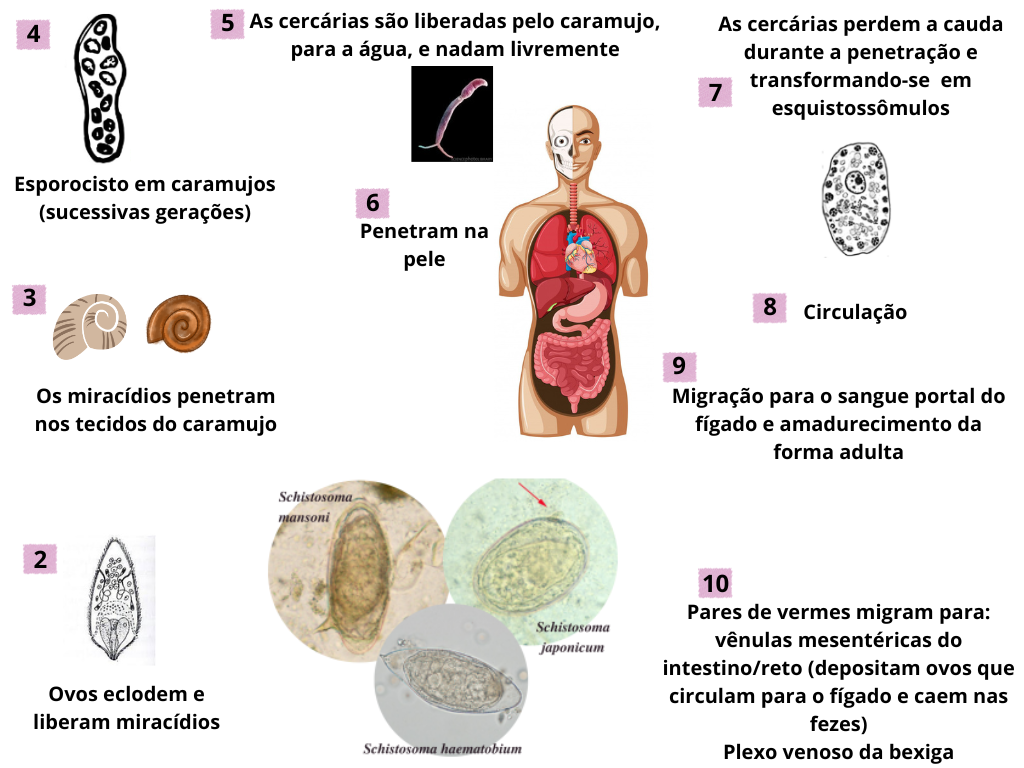 4
Esporocisto em caramujos
(sucessivas gerações)
5
As cercárias são liberadas pelo caramujo,
para a água, e nadam livremente
6
Penetram na
pele
As cercárias perdem a cauda
durante a penetração e
transformando-se em
esquistossômulos
7
8
Circulação
3
Os miracídios penetram
nos tecidos do caramujo
9
Migração para o sangue portal do
fígado e amadurecimento da
forma adulta
2
Ovos eclodem e
liberam miracídios
Schistosoma
mansoni
Schistosoma
japonicum
Schistosoma haematobium
10
Pares de vermes migram para:
vênulas mesentéricas do
intestino/reto (depositam ovos que
circulam para o fígado e caem nas
fezes)
Plexo venoso da bexiga